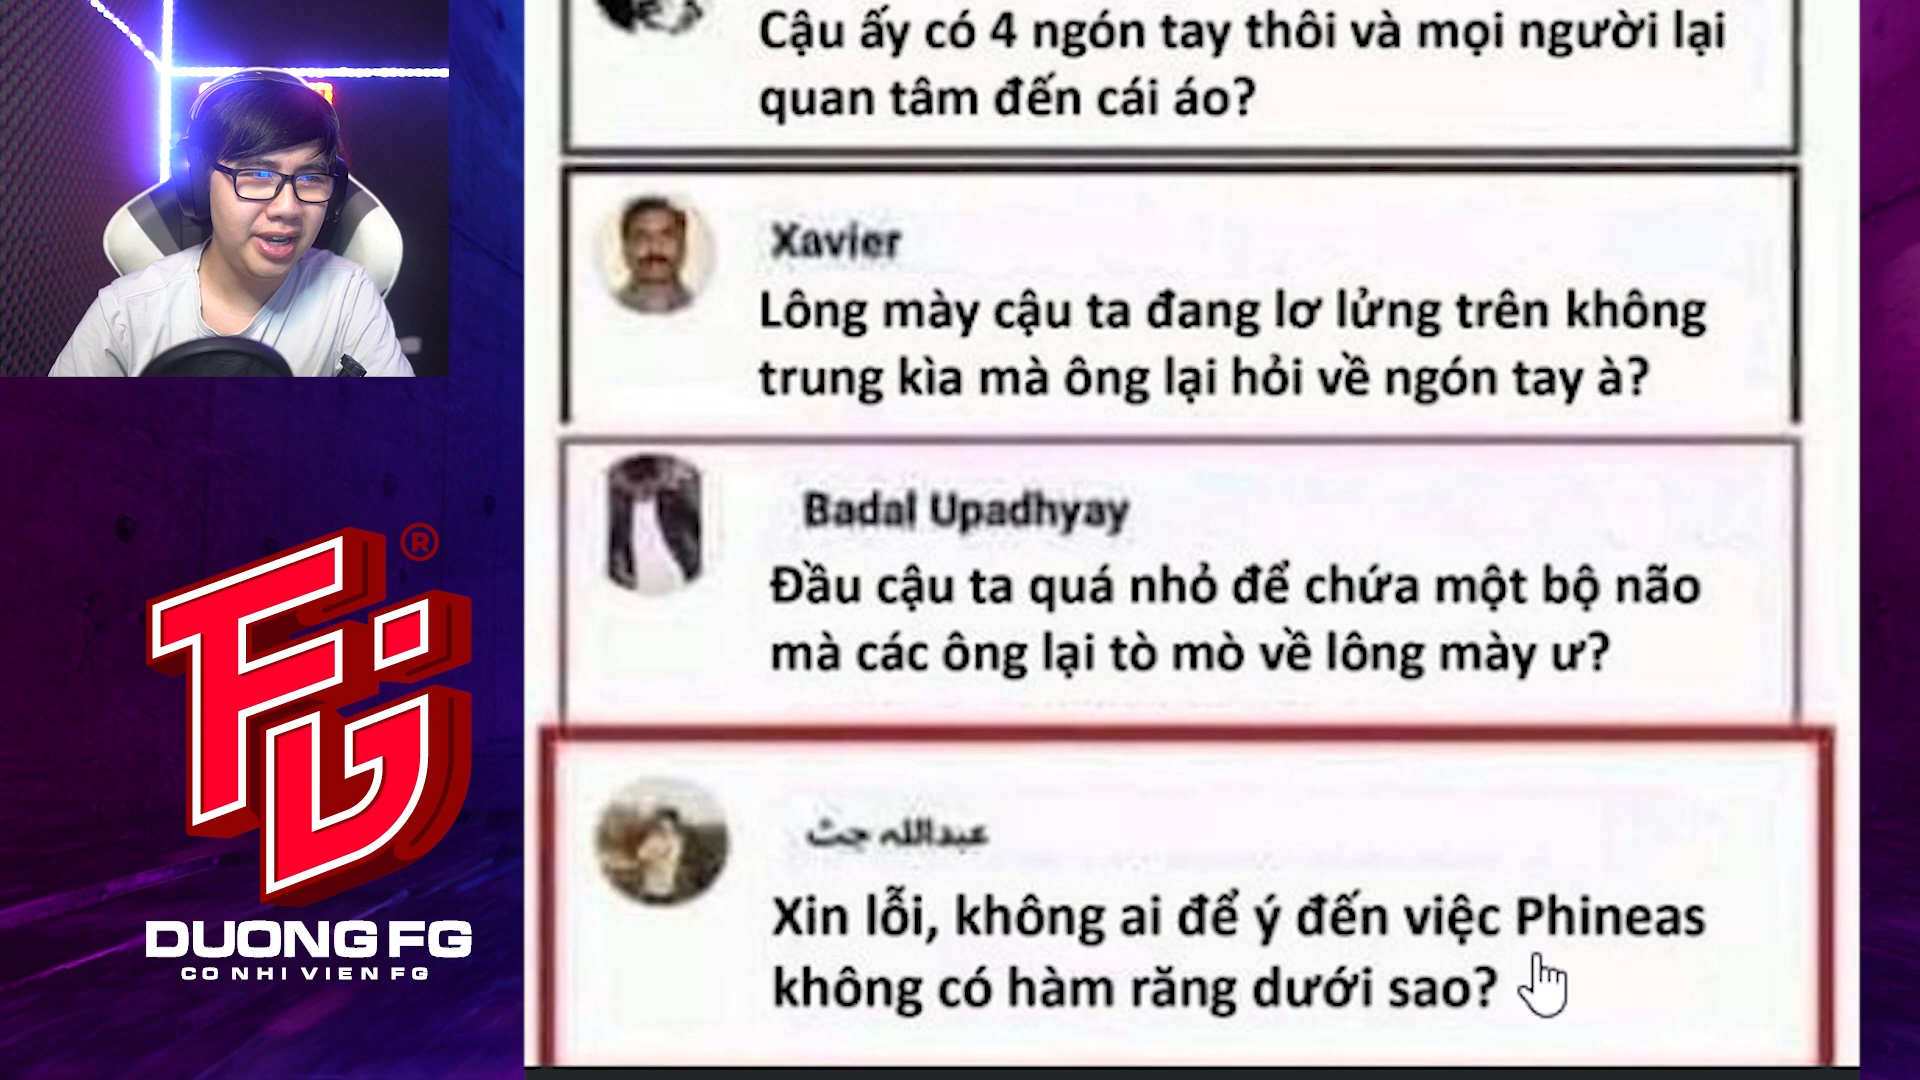 Cậu ấy có 4 ngón tay thôi và mọi người lại
quan tâm đến cái áo?
Xavier
Lông mày cậu ta đang lơ lửng trên không
trung kìa mà ông lại hỏi về ngón tay à?
Badal Upadhyay
Đầu cậu ta quá nhỏ để chứa một bộ não
mà các ông lại tò mò về lông mày ư?
عبدالله جٹ
Xin lỗi, không ai để ý đến việc Phineas
không có hàm răng dưới sao?
FG
®
DUONG FG
CO NHI VIEN FG